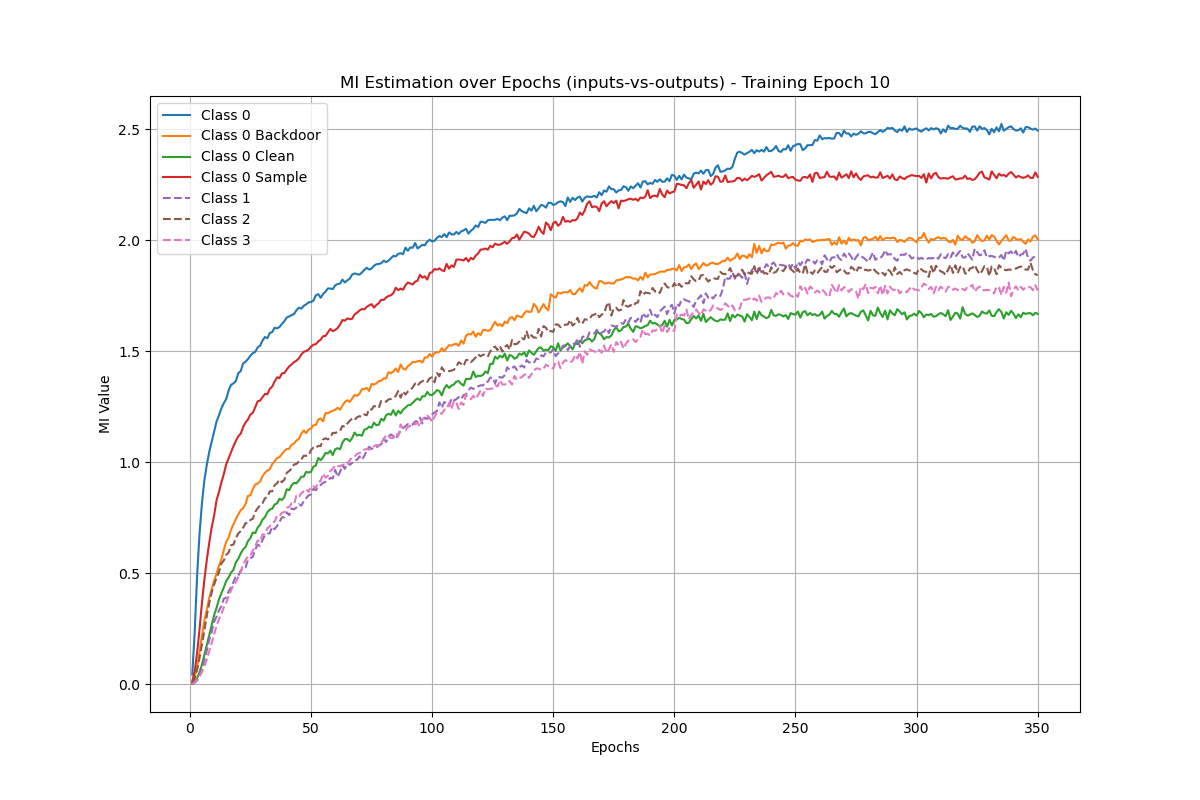 MI Estimation over Epochs (inputs-vs-outputs) - Training Epoch 10
Class 0
Class 0 Backdoor
Class 0 Clean
Class 0 Sample
Class 1
Class 2
Class 3
MI Value
2.5
2.0
1.5
1.0
0.5
0.0
0 50 100 150 200 250 300 350
Epochs